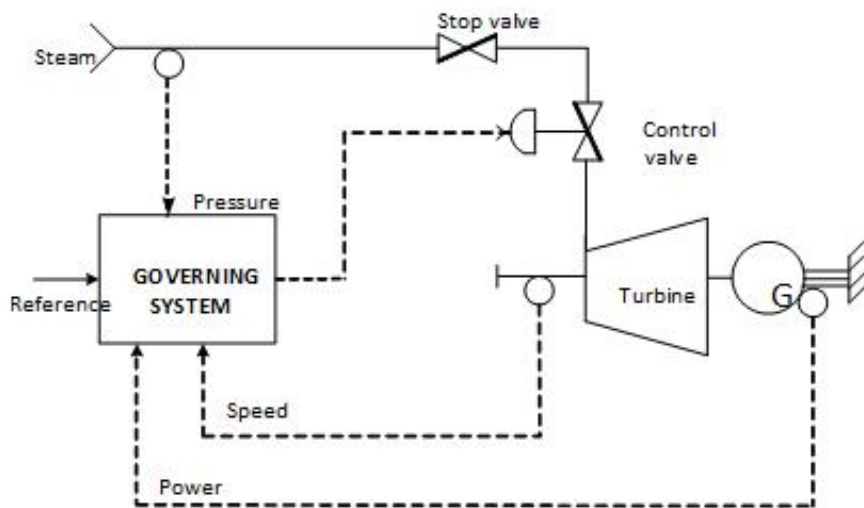 Stop valve
Steam
Control
valve
Pressure
GOVERNING
SYSTEM
Reference
Turbine
G
Speed
Power